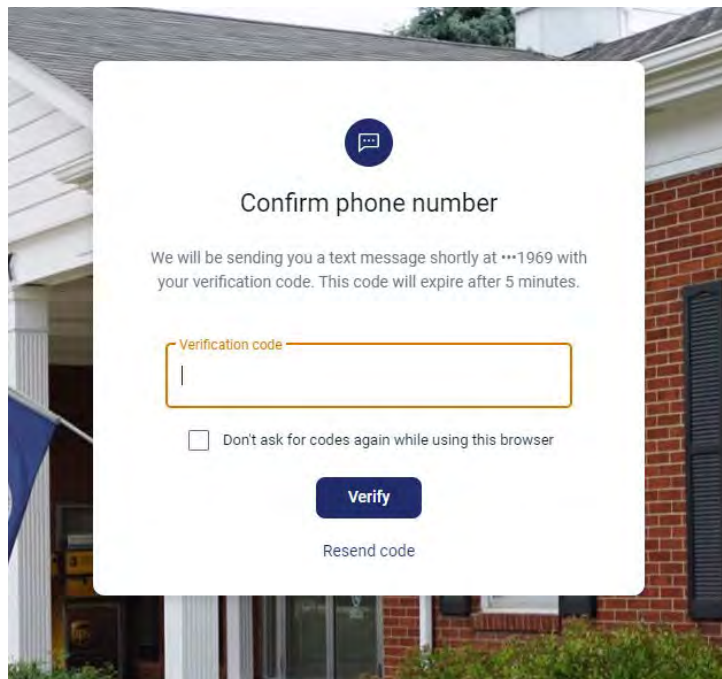 Confirm phone number
We will be sending you a text message shortly at •••1969 with
your verification code. This code will expire after 5 minutes.
Verification code
Don't ask for codes again while using this browser
Verify
Resend code